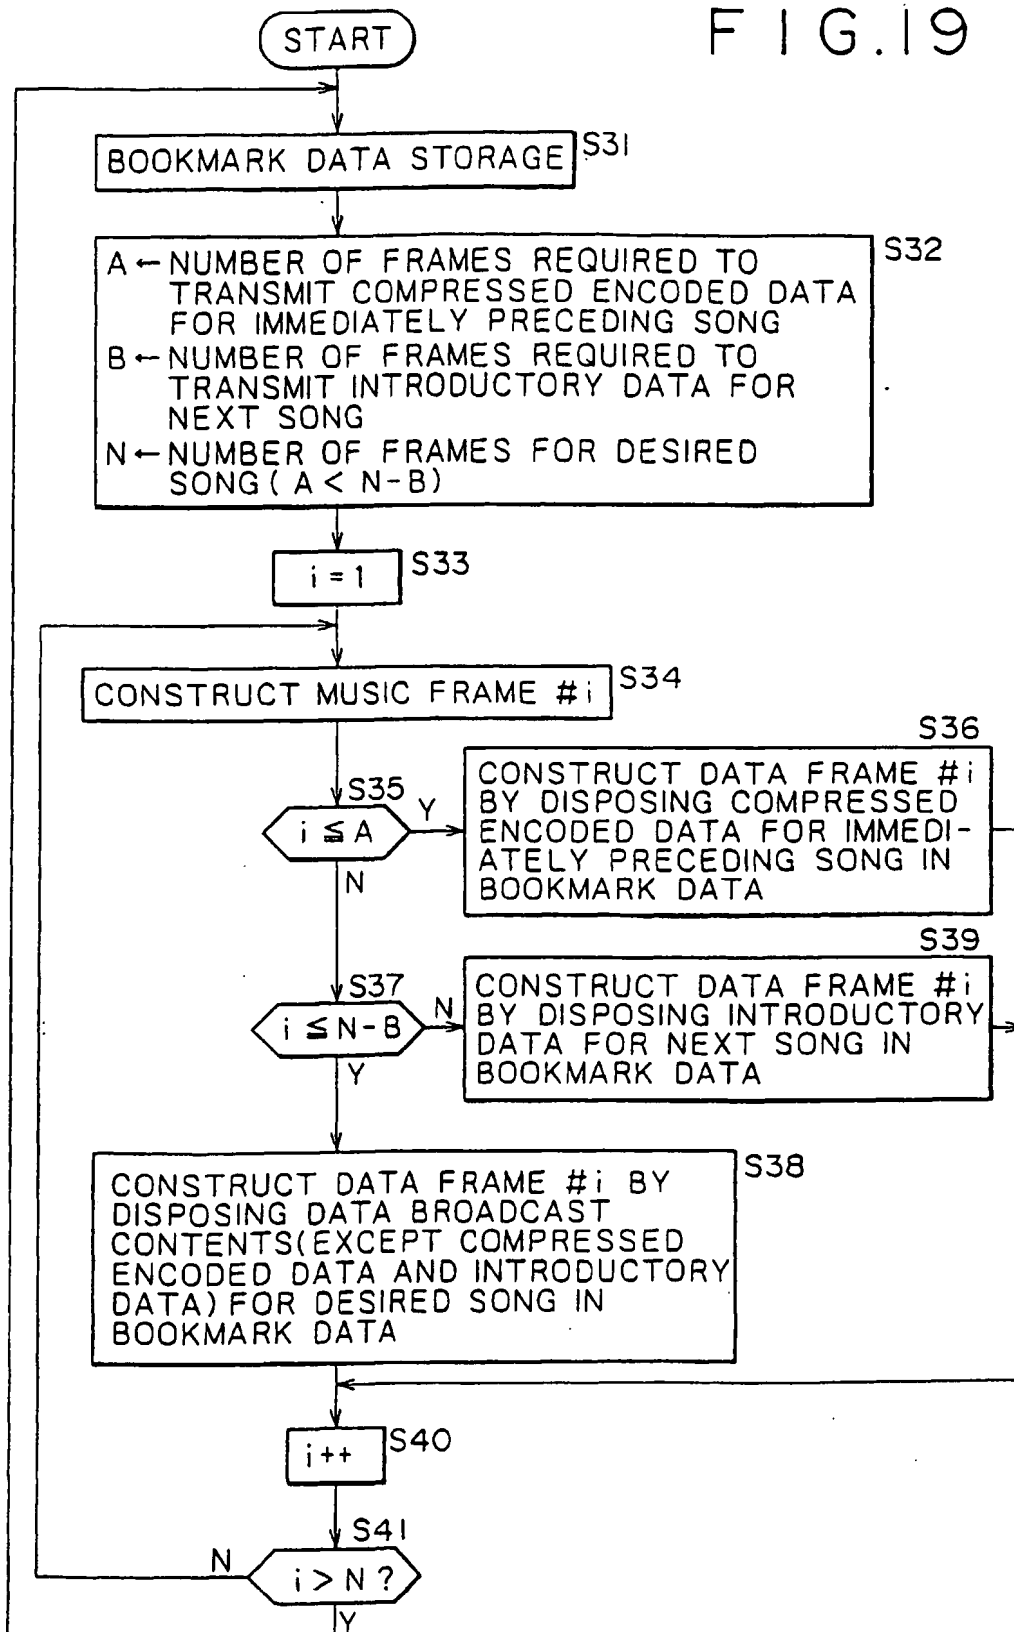 FIG.19
START
BOOKMARK DATA STORAGE
S31
S32
A ← NUMBER OF FRAMES REQUIRED TO
TRANSMIT COMPRESSED ENCODED DATA
FOR IMMEDIATELY PRECEDING SONG
B ← NUMBER OF FRAMES REQUIRED TO
TRANSMIT INTRODUCTORY DATA FOR
NEXT SONG
N ← NUMBER OF FRAMES FOR DESIRED
SONG ( A < N - B )
i = 1
S33
CONSTRUCT MUSIC FRAME #i
S34
S35
i ≦ A
Y
N
S36
CONSTRUCT DATA FRAME #i
BY DISPOSING COMPRESSED
ENCODED DATA FOR IMMEDI-
ATELY PRECEDING SONG IN
BOOKMARK DATA
S37
i ≦ N - B
N
Y
S39
CONSTRUCT DATA FRAME #i
BY DISPOSING INTRODUCTORY
DATA FOR NEXT SONG IN
BOOKMARK DATA
S38
CONSTRUCT DATA FRAME #i BY
DISPOSING DATA BROADCAST
CONTENTS(EXCEPT COMPRESSED
ENCODED DATA AND INTRODUCTORY
DATA) FOR DESIRED SONG IN
BOOKMARK DATA
i++
S40
S41
i > N ?
N
Y